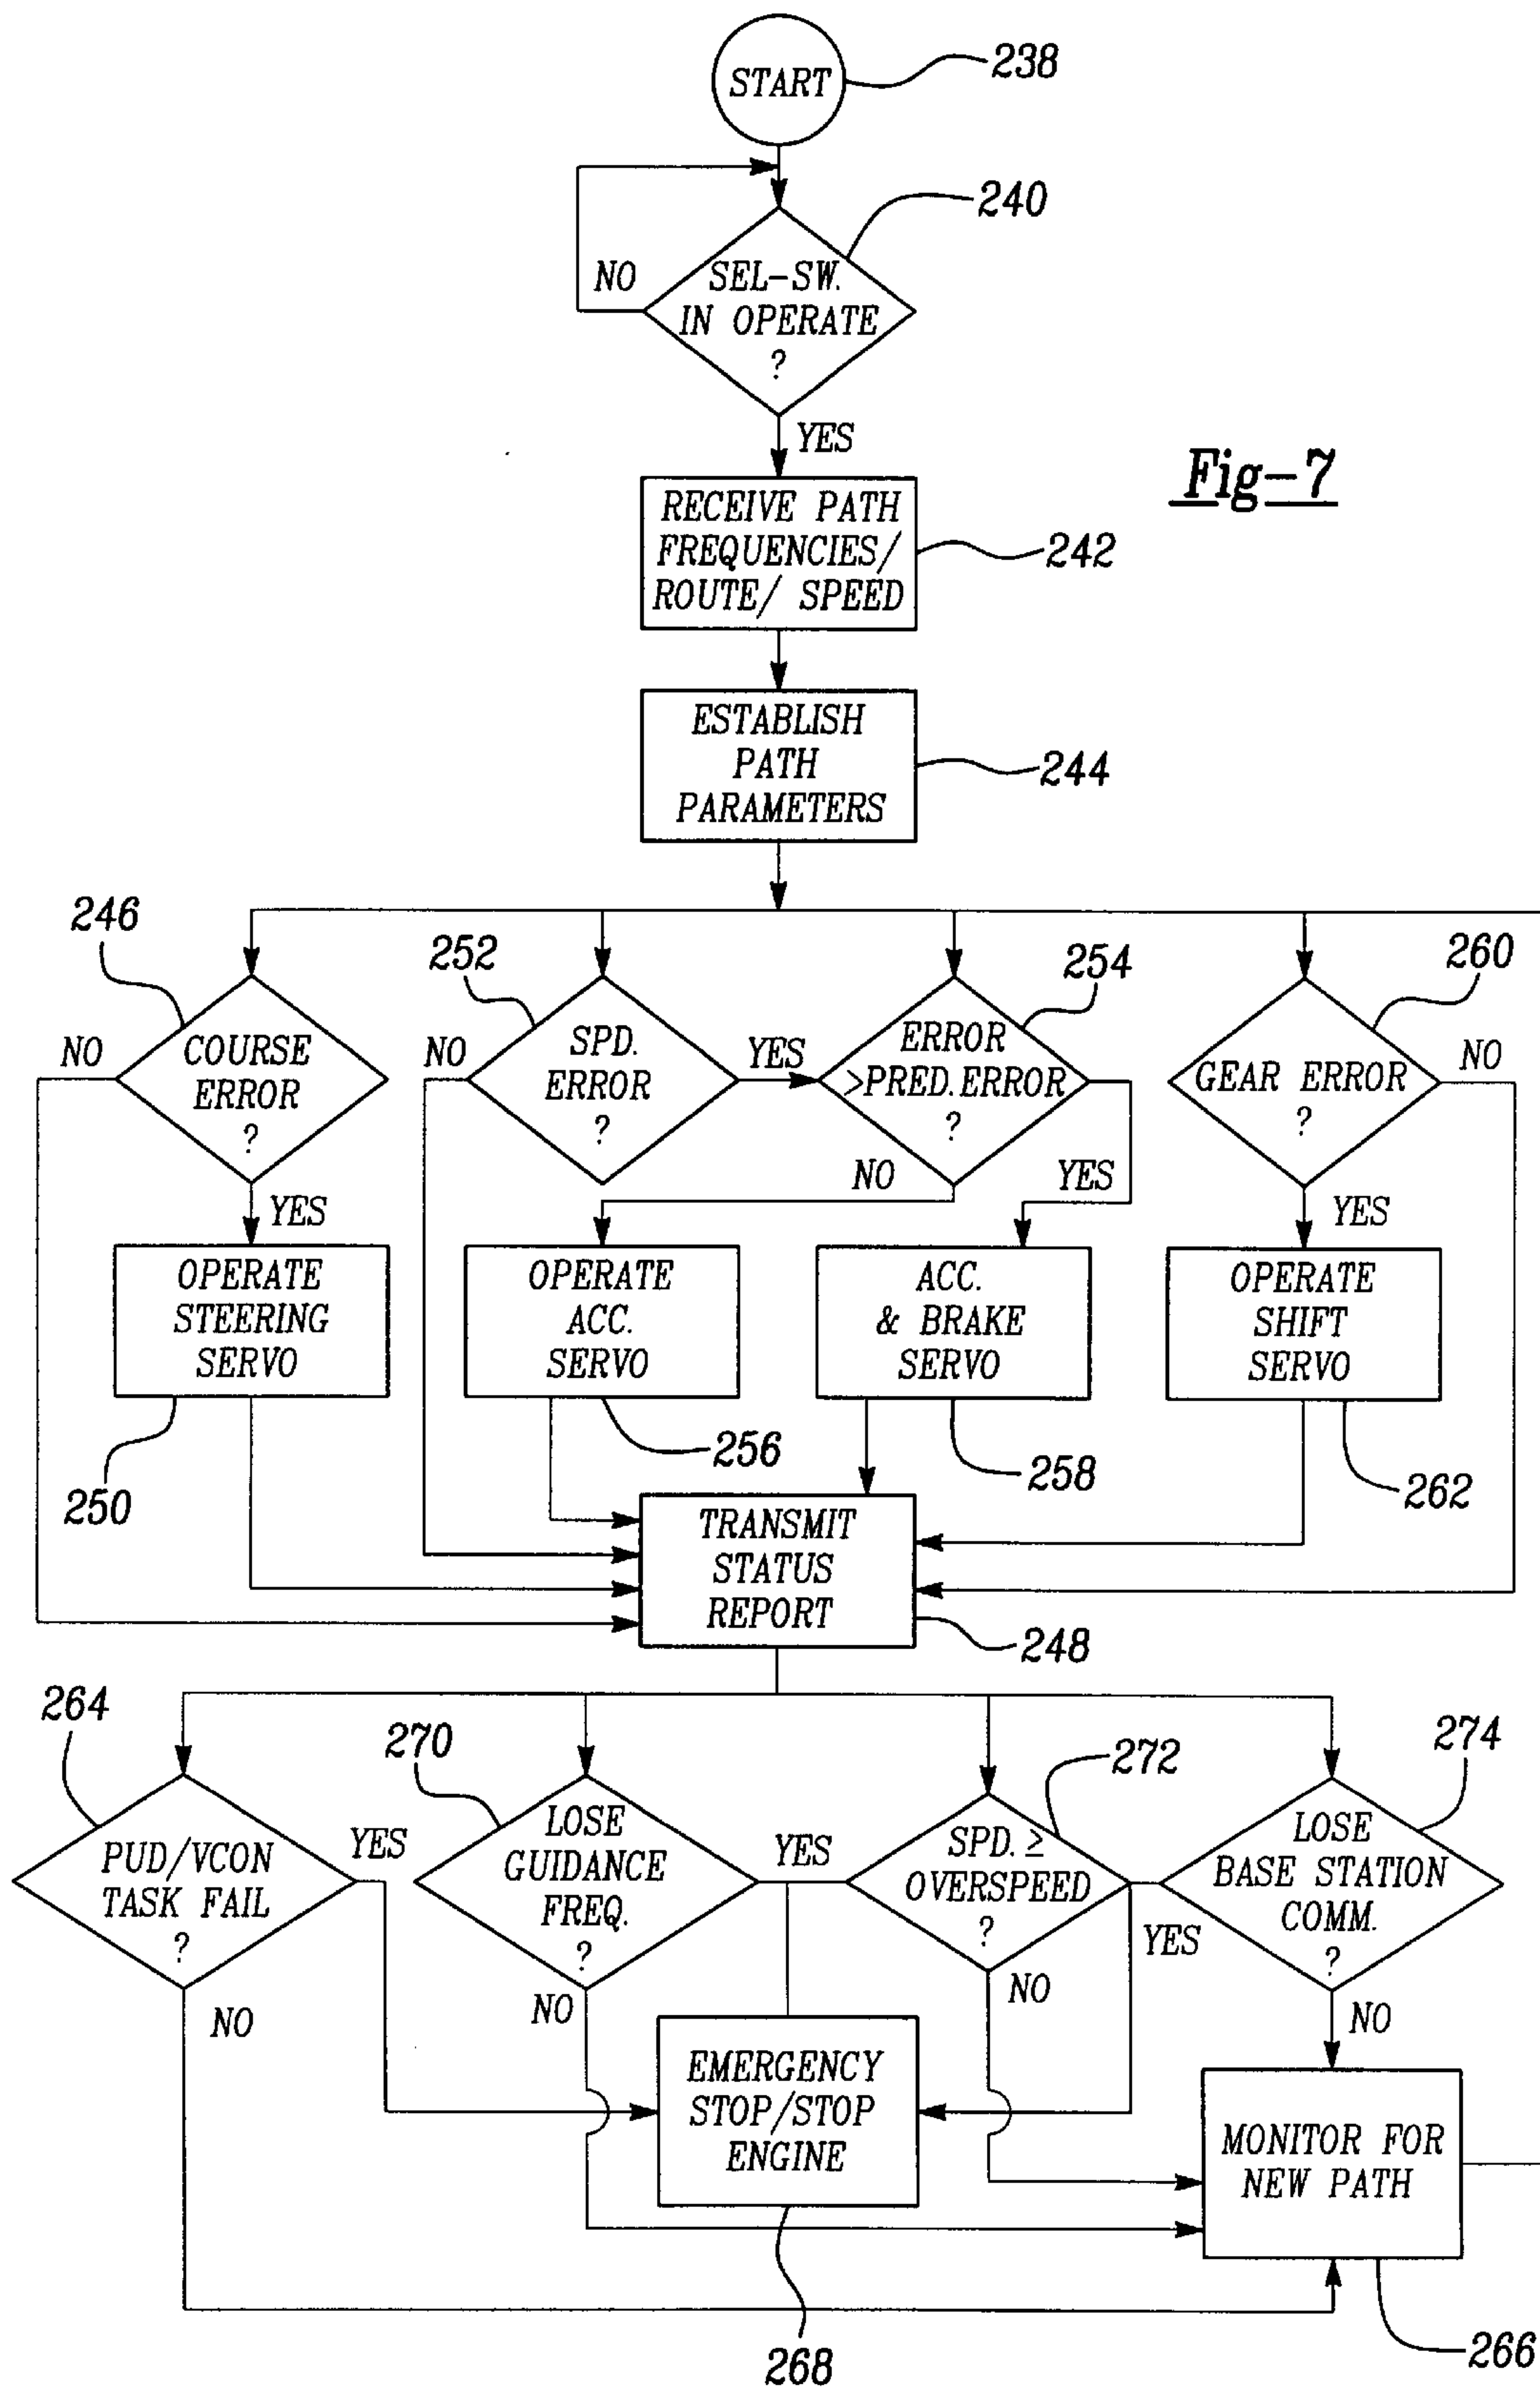 START
238
240
NO
SEL-SW.
IN OPERATE
?
YES
Fig-7
RECEIVE PATH
FREQUENCIES/
ROUTE/ SPEED
242
ESTABLISH
PATH
PARAMETERS
244
246
252
254
260
NO
COURSE
ERROR
?
NO
SPD.
ERROR
?
YES
ERROR
>PRED. ERROR
?
GEAR ERROR
?
NO
YES
NO
YES
YES
OPERATE
STEERING
SERVO
OPERATE
ACC.
SERVO
ACC.
& BRAKE
SERVO
OPERATE
SHIFT
SERVO
250
256
258
262
TRANSMIT
STATUS
REPORT
248
264
270
272
274
PUD/VCON
TASK FAIL
?
YES
LOSE
GUIDANCE
FREQ.
?
YES
SPD. ≥
OVERSPEED
?
YES
LOSE
BASE STATION
COMM.
?
NO
NO
NO
NO
EMERGENCY
STOP/STOP
ENGINE
MONITOR FOR
NEW PATH
268
266